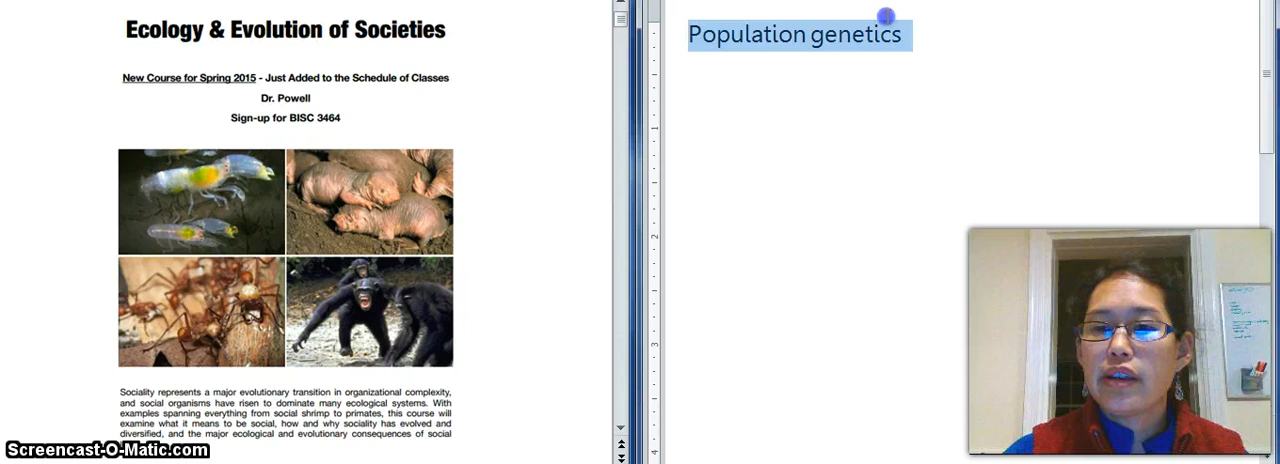 Ecology & Evolution of Societies
New Course for Spring 2015 - Just Added to the Schedule of Classes
Dr. Powell
Sign-up for BISC 3464
Sociality represents a major evolutionary transition in organizational complexity,
and social organisms have risen to dominate many ecological systems. With
examples spanning everything from social shrimp to primates, this course will
examine what it means to be social, how and why sociality has evolved and
diversified, and the major ecological and evolutionary consequences of social
Screencast-O-Matic.com
Population genetics
1
2
3
4